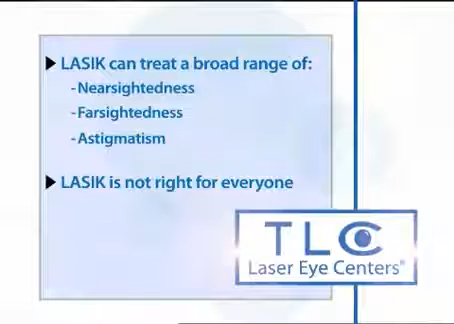 LASIK can treat a broad range of:
-Nearsightedness
-Farsightedness
-Astigmatism
LASIK is not right for everyone
TLC
Laser Eye Centers®